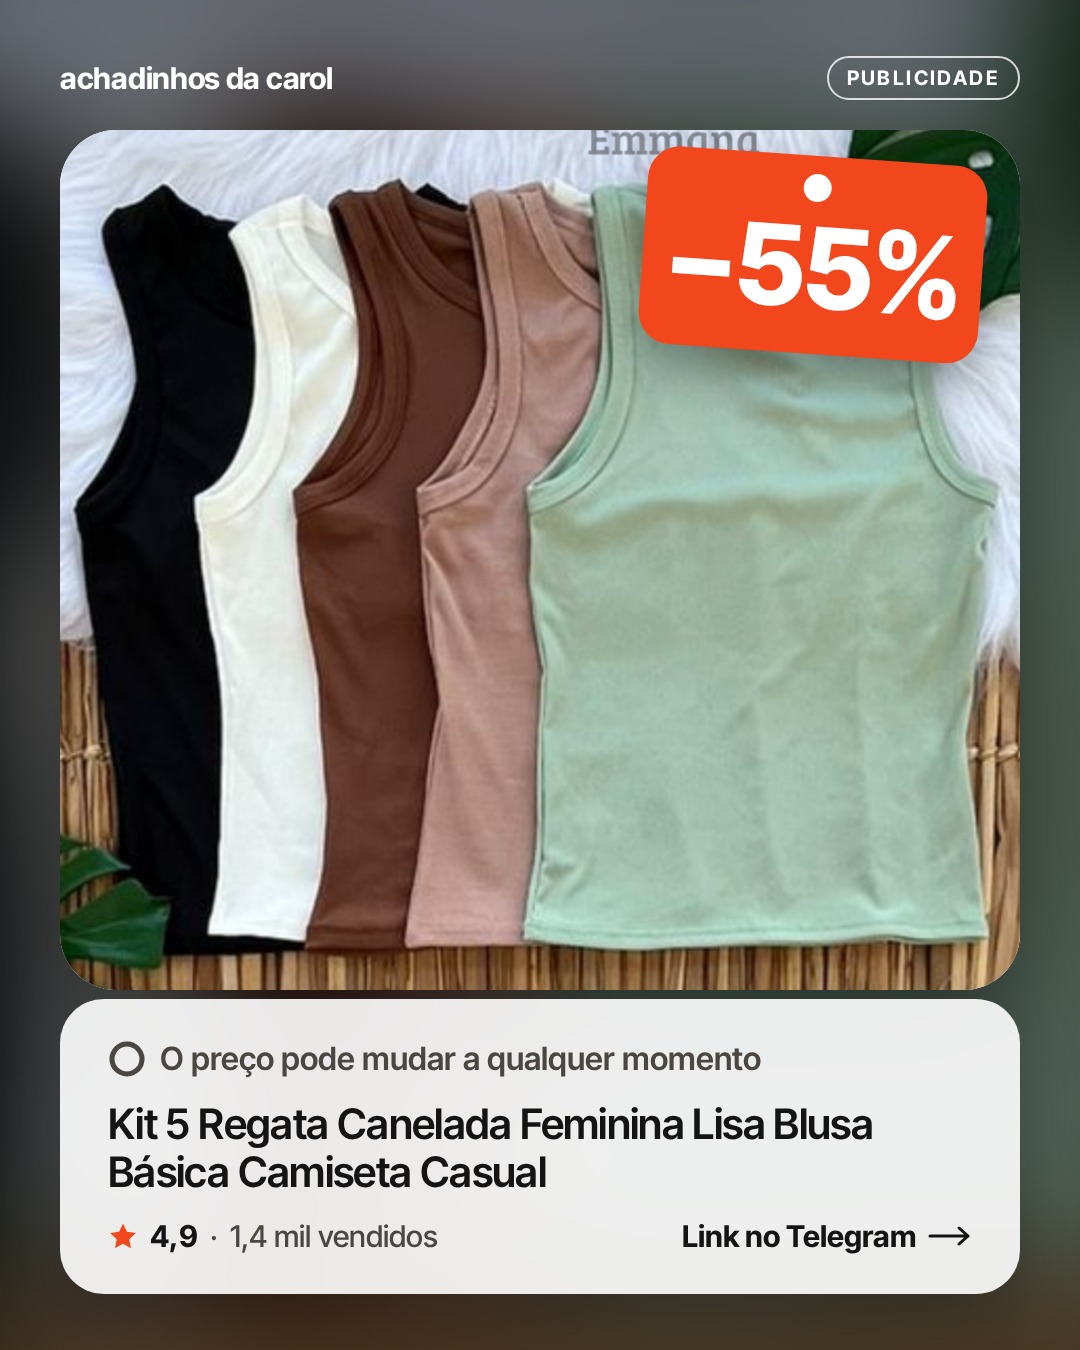 achadinhos da carol
PUBLICIDADE
Emmana
−55%
O preço pode mudar a qualquer momento
Kit 5 Regata Canelada Feminina Lisa Blusa
Básica Camiseta Casual
4,9 · 1,4 mil vendidos
Link no Telegram →